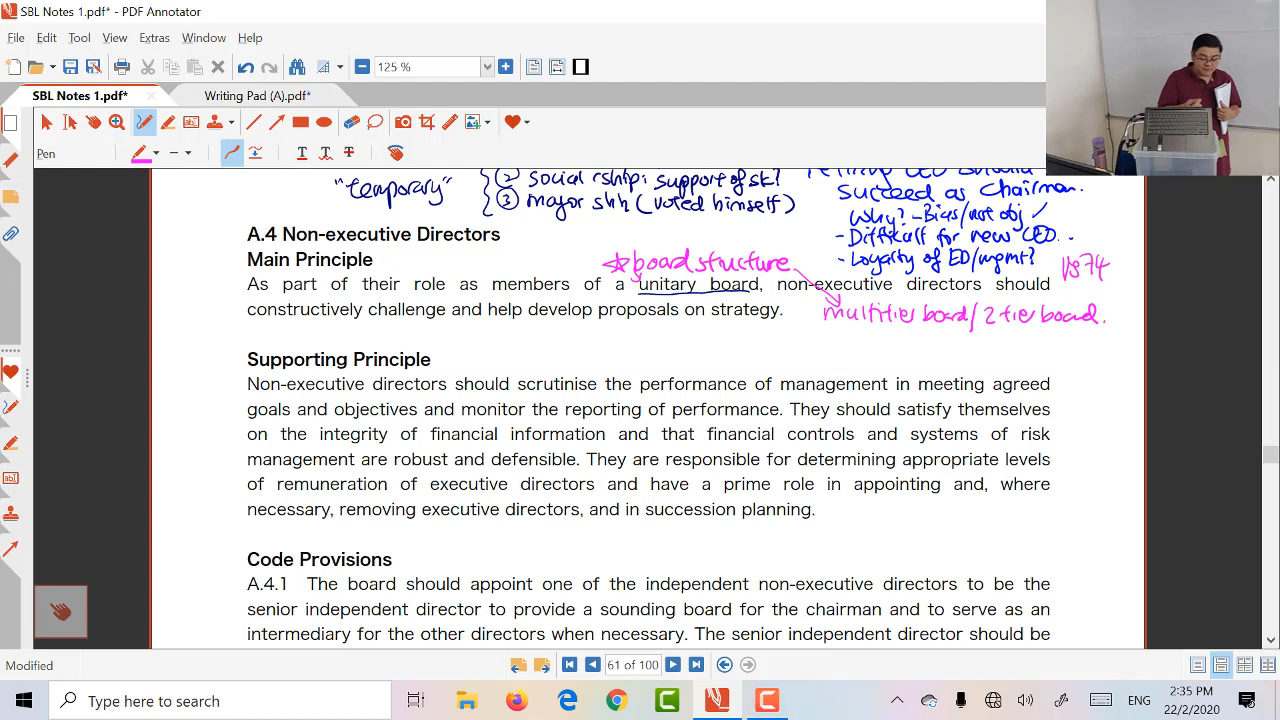 SBL Notes 1.pdf* - PDF Annotator
File Edit Tool View Extras Window Help
125 %
SBL Notes 1.pdf* Writing Pad (A).pdf*
Pen
② social rship: support of sk?
"temporary"
③ major shh (voted himself)
retiring CEO should
succeed as Chairman.
Why? - Bias/not obj ✓
- Difficult for new CEO.
- Loyalty of ED/mgmt?
A.4 Non-executive Directors
Main Principle
☆board structure
pg 74
As part of their role as members of a unitary board, non-executive directors should
constructively challenge and help develop proposals on strategy.
multitier board/2 tier board.
Supporting Principle
Non-executive directors should scrutinise the performance of management in meeting agreed
goals and objectives and monitor the reporting of performance. They should satisfy themselves
on the integrity of financial information and that financial controls and systems of risk
management are robust and defensible. They are responsible for determining appropriate levels
of remuneration of executive directors and have a prime role in appointing and, where
necessary, removing executive directors, and in succession planning.
Code Provisions
A.4.1 The board should appoint one of the independent non-executive directors to be the
senior independent director to provide a sounding board for the chairman and to serve as an
intermediary for the other directors when necessary. The senior independent director should be
Modified
61 of 100
Type here to search
ENG
2:35 PM
22/2/2020